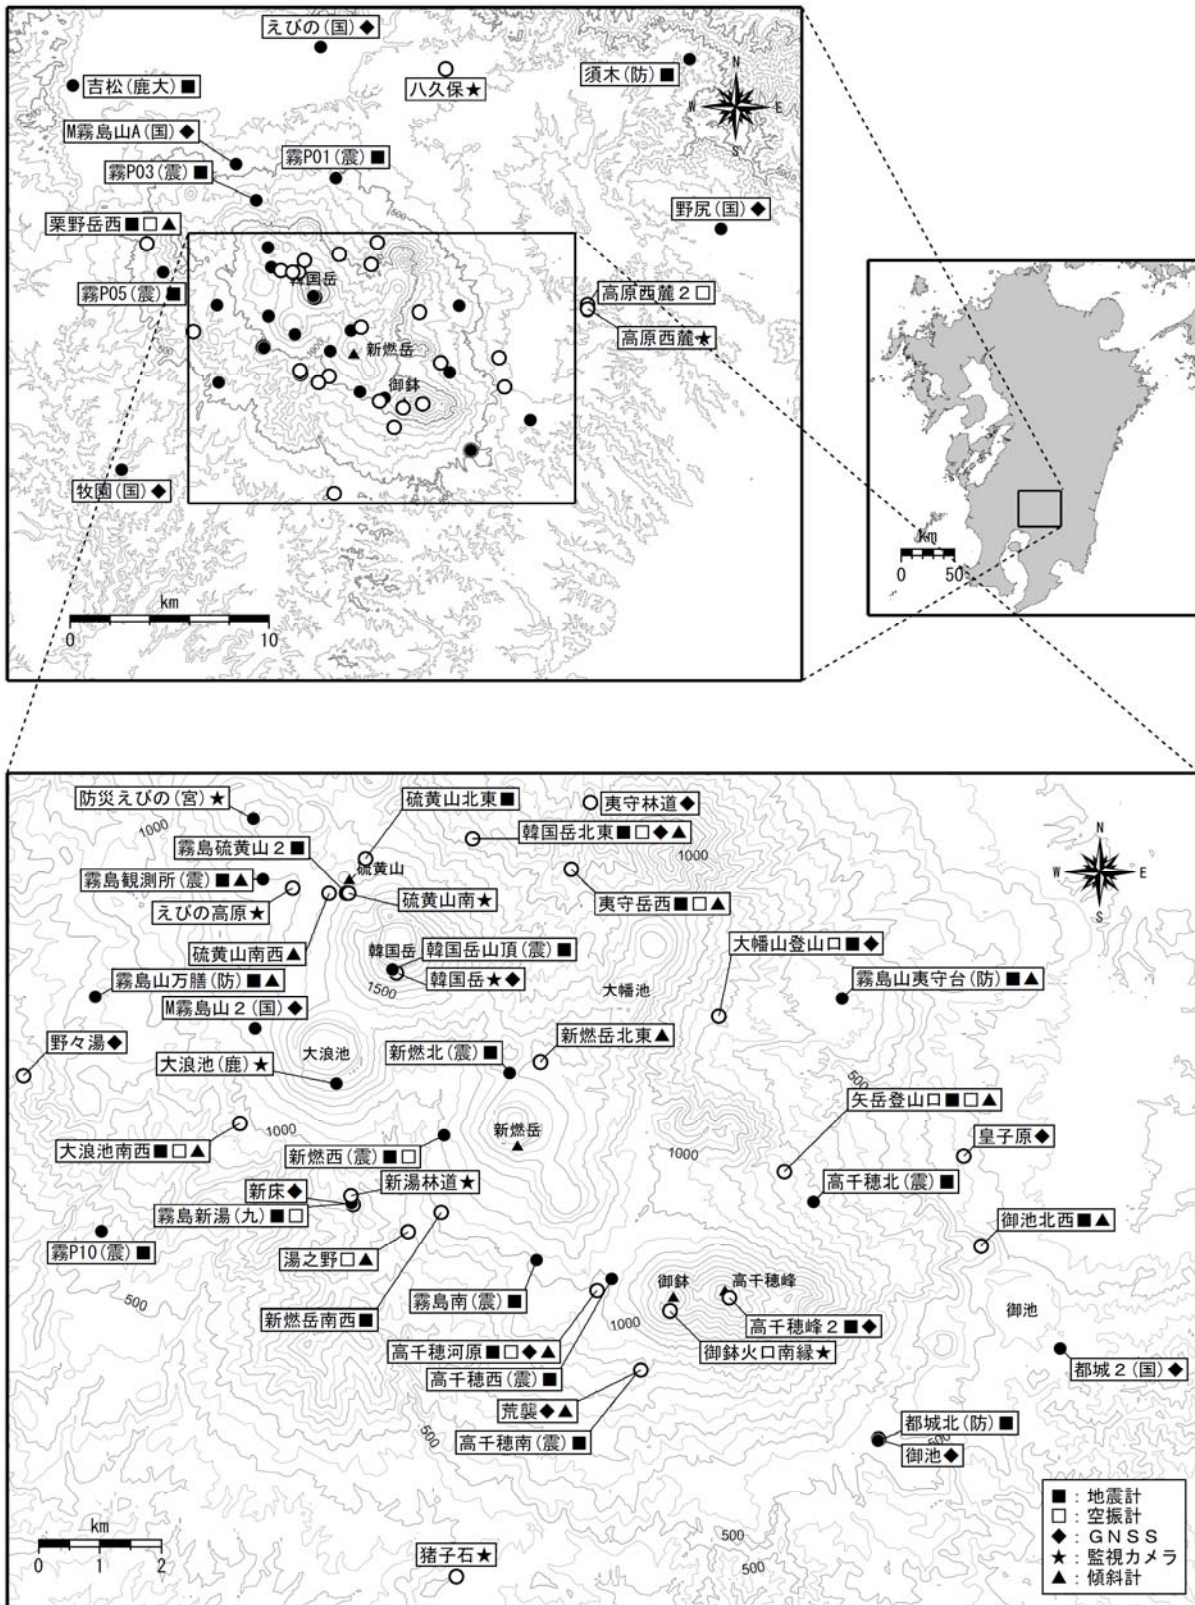 えびの(国)◆
八久保★
須木(防)■
吉松(鹿大)■
M霧島山A(国)◆
霧P01(震)■
霧P03(震)■
栗野岳西■□▲
野尻(国)◆
霧P05(震)■
韓国岳
高原西麓2□
高原西麓★
新燃岳
御鉢
牧園(国)◆
N
W E
S
500
500
km
0 10
km
0 50
防災えびの(宮)★
硫黄山北東■
夷守林道◆
1000
韓国岳北東■□◆▲
霧島硫黄山2■
1000
硫黄山
霧島観測所(震)■▲
夷守岳西■□▲
えびの高原★
硫黄山南★
N
W E
S
硫黄山南西▲
韓国岳
韓国岳山頂(震)■
大幡山登山口■◆
霧島山万膳(防)■▲
韓国岳★◆
1500
大幡池
霧島山夷守台(防)■▲
M霧島山2(国)◆
野々湯◆
大浪池
新燃岳北東▲
新燃北(震)■
大浪池(鹿)★
500
矢岳登山口■□▲
新燃岳
1000
皇子原◆
大浪池南西■□▲
新燃西(震)■□
1000
新床◆
新湯林道★
高千穂北(震)■
霧島新湯(九)■□
御池北西■▲
霧P10(震)■
湯之野□▲
500
霧島南(震)■
御鉢
高千穂峰
御池
新燃岳南西■
1000
高千穂峰2■◆
高千穂河原■□◆▲
御鉢火口南縁★
高千穂西(震)■
都城2(国)◆
荒襲◆▲
500
高千穂南(震)■
都城北(防)■
500
御池◆
km
0 1 2
500
500
猪子石★
■：地震計
□：空振計
◆：GNSS
★：監視カメラ
▲：傾斜計